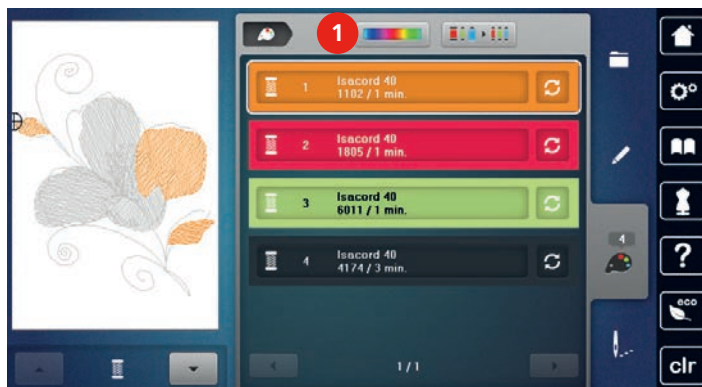 1
1 Isacord 40
1102 / 1 min.
2 Isacord 40
1805 / 1 min.
3 Isacord 40
6011 / 1 min.
4 Isacord 40
4174 / 3 min.
4
?
eco
clr
1/1